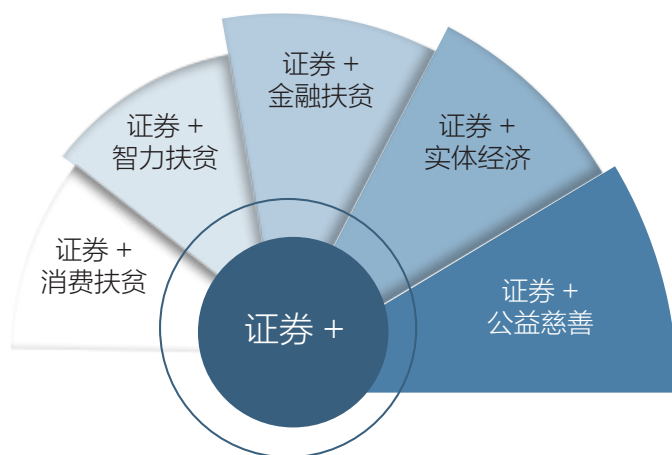 证券 +
消费扶贫
证券 +
智力扶贫
证券 +
金融扶贫
证券 +
实体经济
证券 +
公益慈善
证券 +